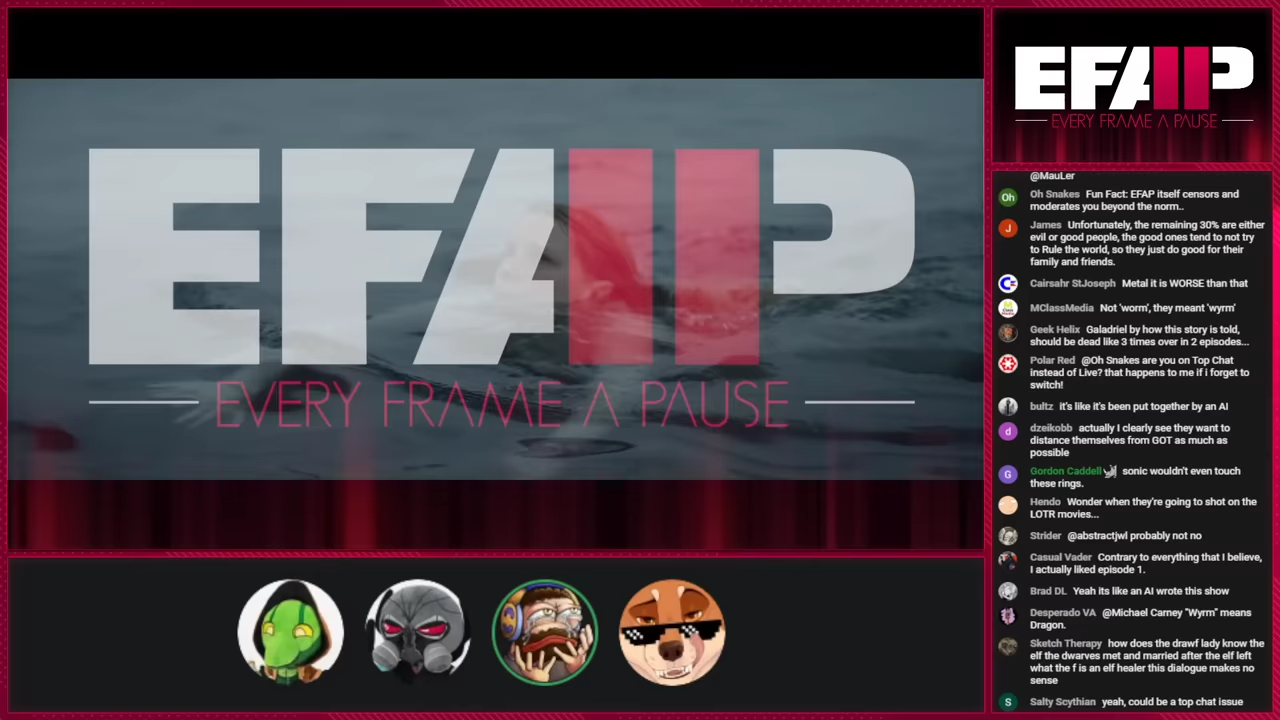 EFAP
EVERY FRAME A PAUSE
EFAP
EVERY FRAME A PAUSE
@MauLer
Oh Snakes Fun Fact: EFAP itself censors and
moderates you beyond the norm..
James Unfortunately, the remaining 30% are either
evil or good people, the good ones tend to not try
to Rule the world, so they just do good for their
family and friends.
Cairsahr StJoseph Metal it is WORSE than that
MClassMedia Not 'worm', they meant 'wyrm'
Geek Helix Galadriel by how this story is told,
should be dead like 3 times over in 2 episodes...
Polar Red @Oh Snakes are you on Top Chat
instead of Live? that happens to me if i forget to
switch!
bultz it's like it's been put together by an AI
dzeikobb actually I clearly see they want to
distance themselves from GOT as much as
possible
Gordon Caddell sonic wouldn't even touch
these rings.
Hendo Wonder when they're going to shot on the
LOTR movies...
Strider @abstractjwl probably not no
Casual Vader Contrary to everything that I believe,
I actually liked episode 1.
Brad DL Yeah its like an AI wrote this show
Desperado VA @Michael Carney "Wyrm" means
Dragon.
Sketch Therapy how does the drawf lady know the
elf the dwarves met and married after the elf left
what the f is an elf healer this dialogue makes no
sense
Salty Scythian yeah, could be a top chat issue